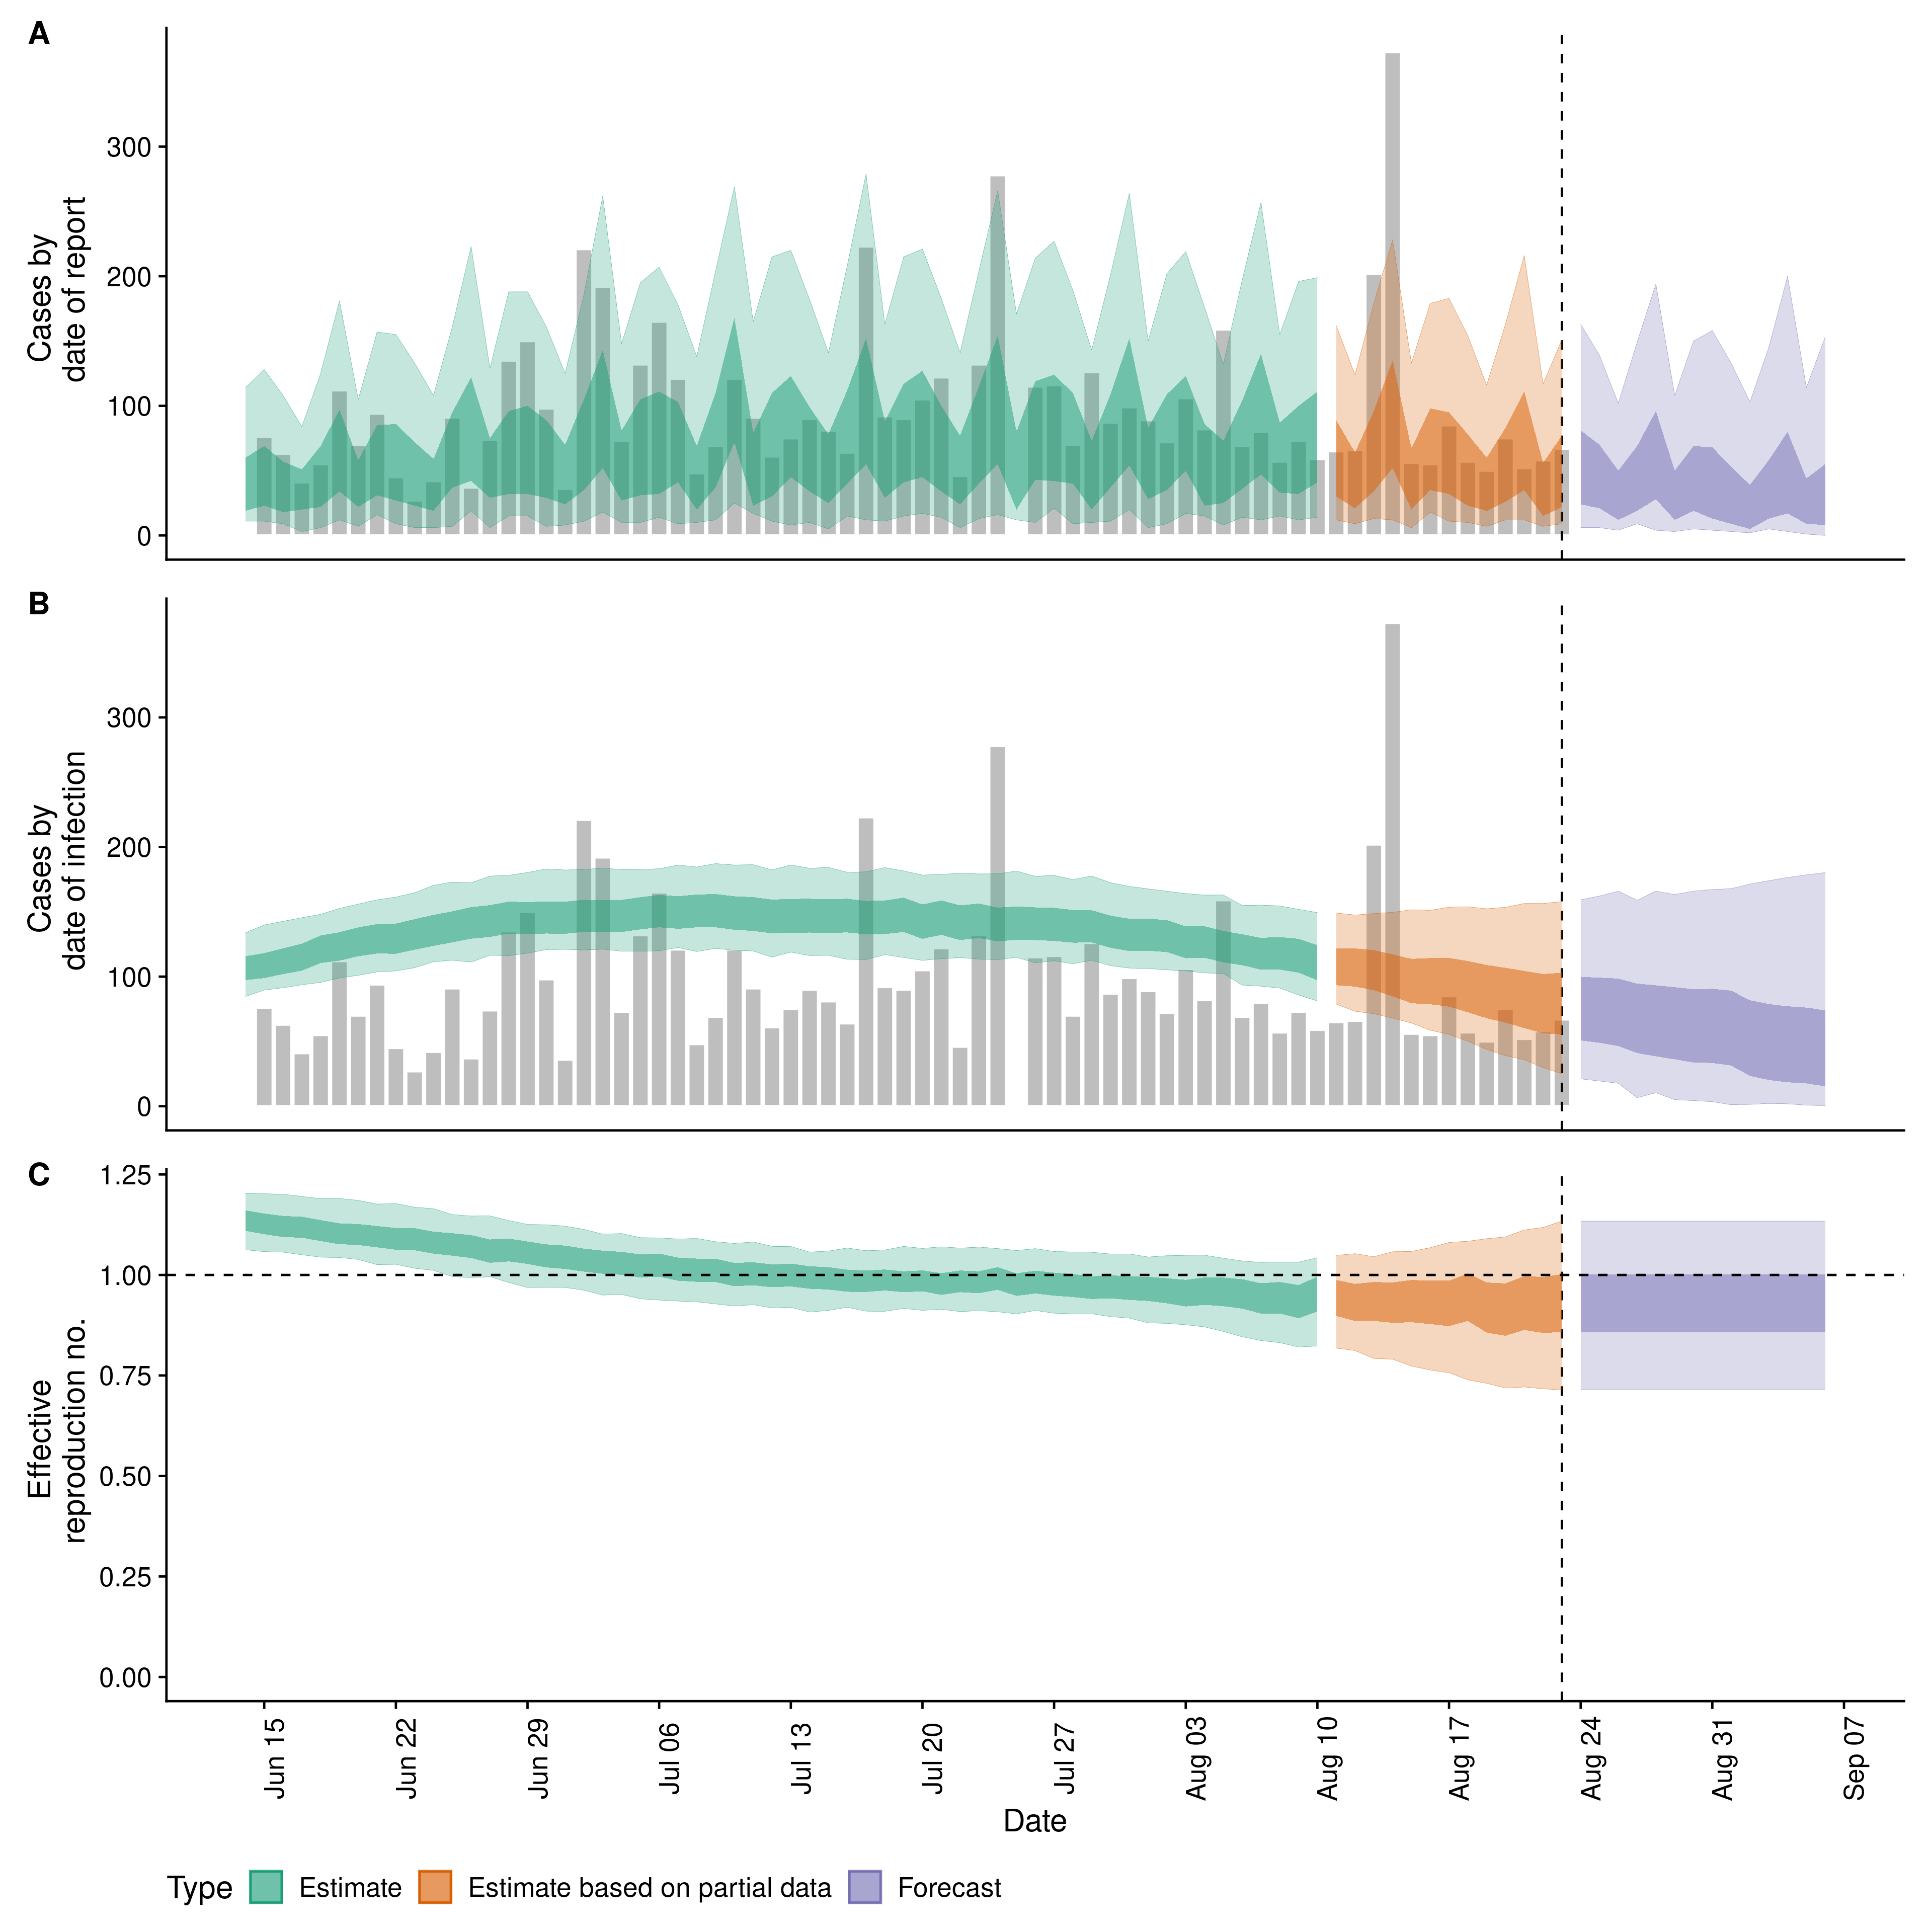 A
Cases by
date of report
300
200
100
0
B
Cases by
date of infection
300
200
100
0
C
Effective
reproduction no.
1.25
1.00
0.75
0.50
0.25
0.00
Jun 15
Jun 22
Jun 29
Jul 06
Jul 13
Jul 20
Jul 27
Aug 03
Aug 10
Aug 17
Aug 24
Aug 31
Sep 07
Date
Type Estimate Estimate based on partial data Forecast